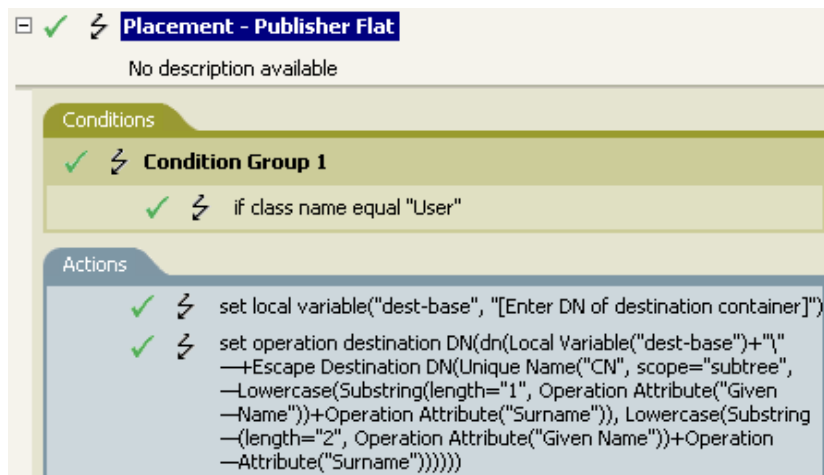 Placement - Publisher Flat
No description available
Conditions
Condition Group 1
if class name equal "User"
Actions
set local variable("dest-base", "[Enter DN of destination container]")
set operation destination DN(dn(Local Variable("dest-base")+"\"
—+Escape Destination DN(Unique Name("CN", scope="subtree",
—Lowercase(Substring(length="1", Operation Attribute("Given
—Name"))+Operation Attribute("Surname")), Lowercase(Substring
—(length="2", Operation Attribute("Given Name"))+Operation
—Attribute("Surname"))))))